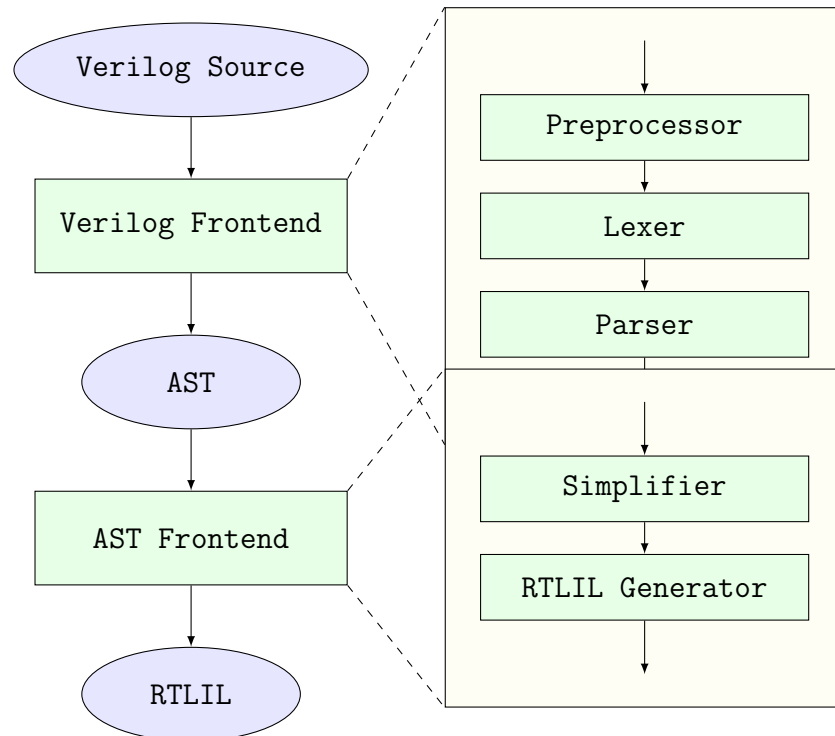 Verilog Source
Verilog Frontend
AST
AST Frontend
RTLIL
Preprocessor
Lexer
Parser
Simplifier
RTLIL Generator